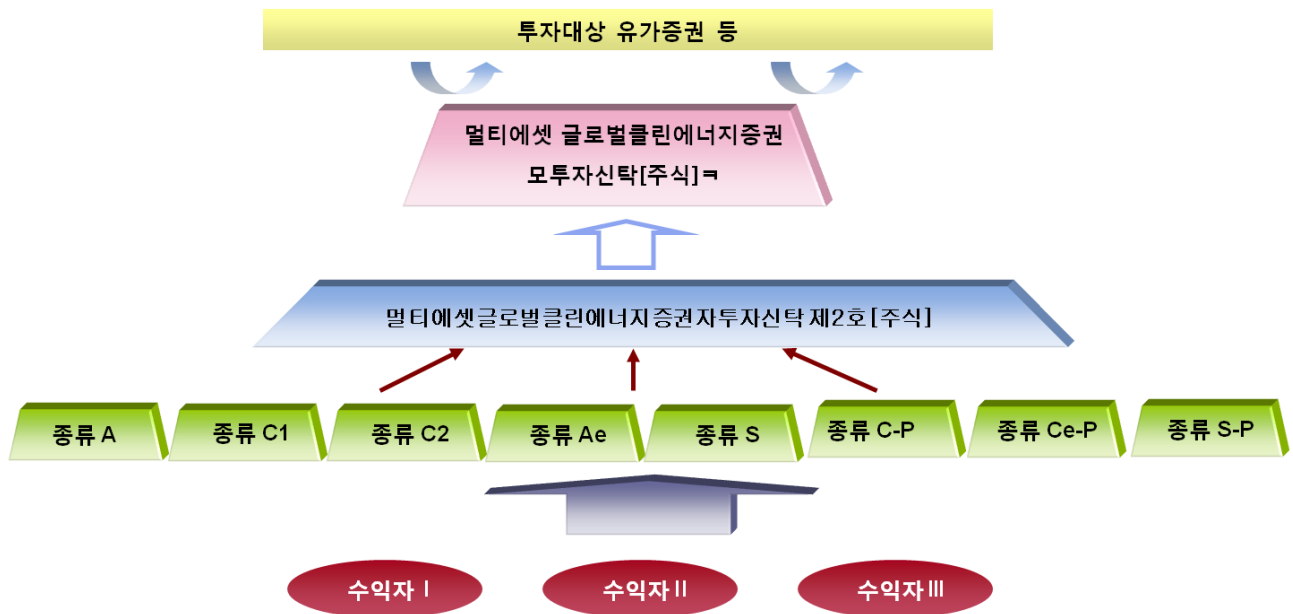 투자대상 유가증권 등
멀티에셋 글로벌클린에너지증권
모투자신탁[주식]ㅋ
멀티에셋글로벌클린에너지증권자투자신탁 제2호[주식]
종류 A
종류 C1
종류 C2
종류 Ae
종류 S
종류 C-P
종류 Ce-P
종류 S-P
수익자 Ⅰ
수익자 Ⅱ
수익자 Ⅲ